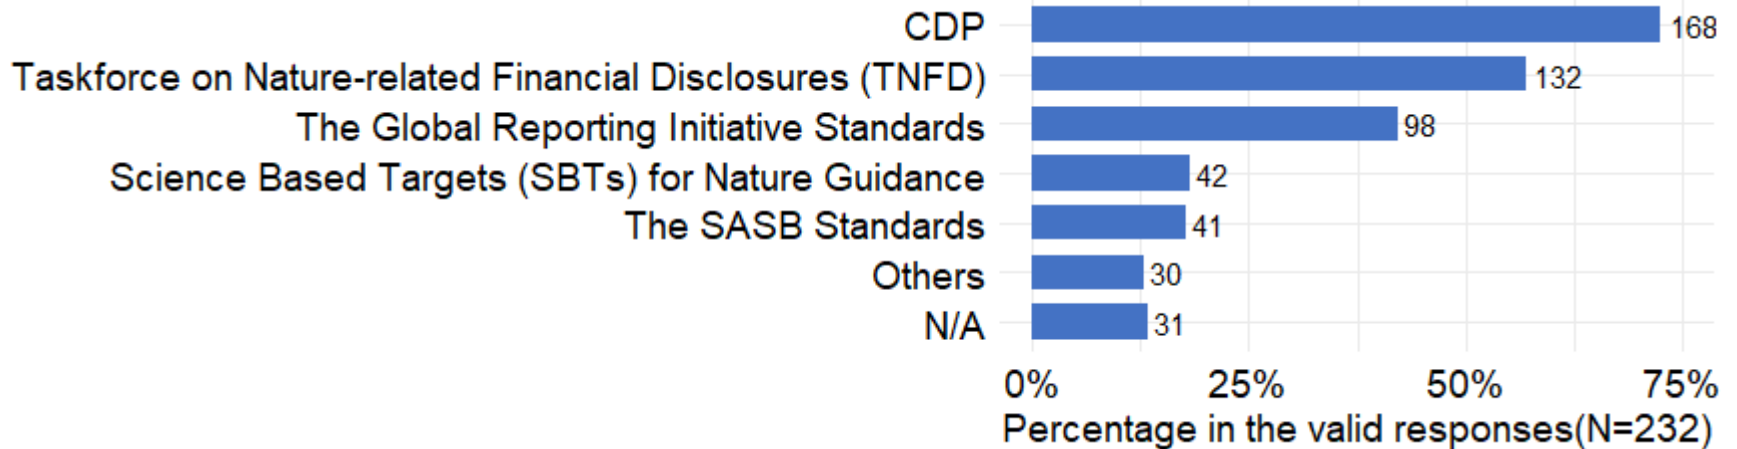 CDP 168
Taskforce on Nature-related Financial Disclosures (TNFD) 132
The Global Reporting Initiative Standards 98
Science Based Targets (SBTs) for Nature Guidance 42
The SASB Standards 41
Others 30
N/A 31
0% 25% 50% 75%
Percentage in the valid responses(N=232)